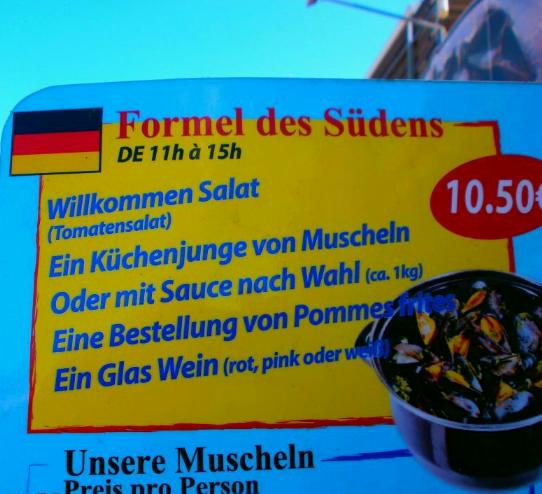 Formel des Südens
DE 11h à 15h
10.50€
Willkommen Salat
(Tomatensalat)
Ein Küchenjunge von Muscheln
Oder mit Sauce nach Wahl (ca. 1kg)
Eine Bestellung von Pommes frites
Ein Glas Wein (rot, pink oder weiß)
Unsere Muscheln
Preis pro Person